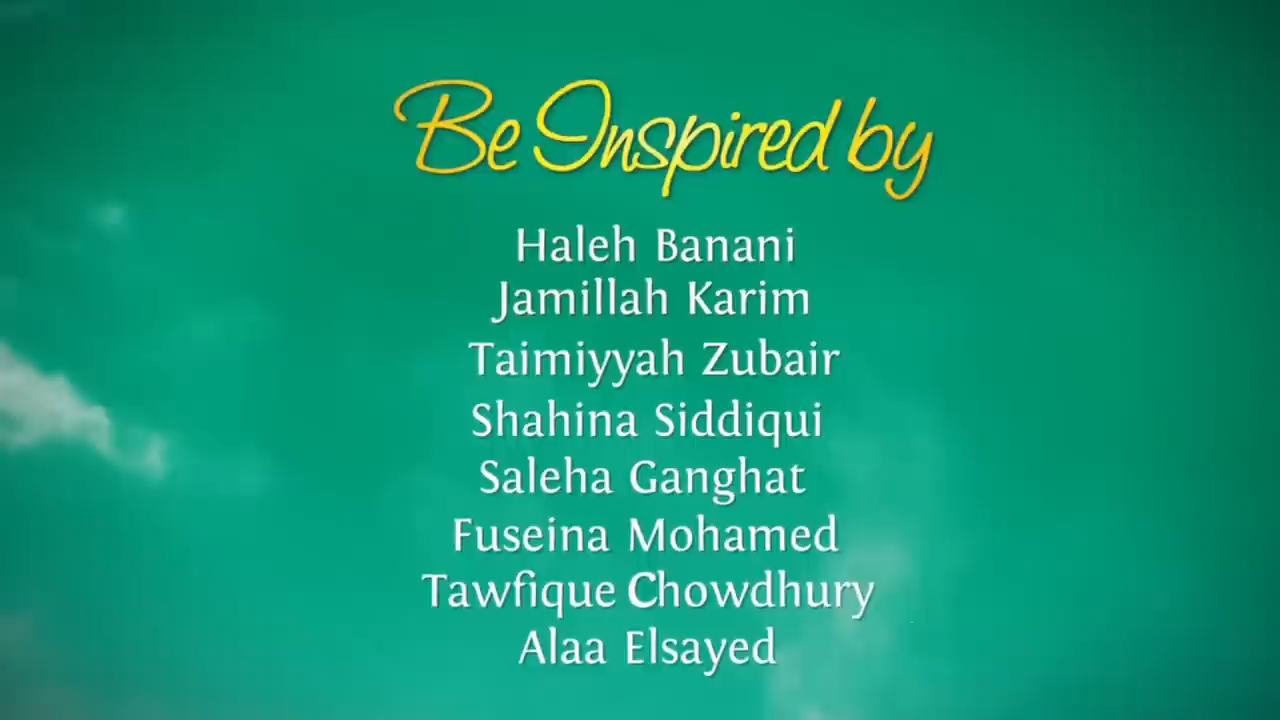 Be Inspired by
Haleh Banani
Jamillah Karim
Taimiyyah Zubair
Shahina Siddiqui
Saleha Ganghat
Fuseina Mohamed
Tawfique Chowdhury
Alaa Elsayed